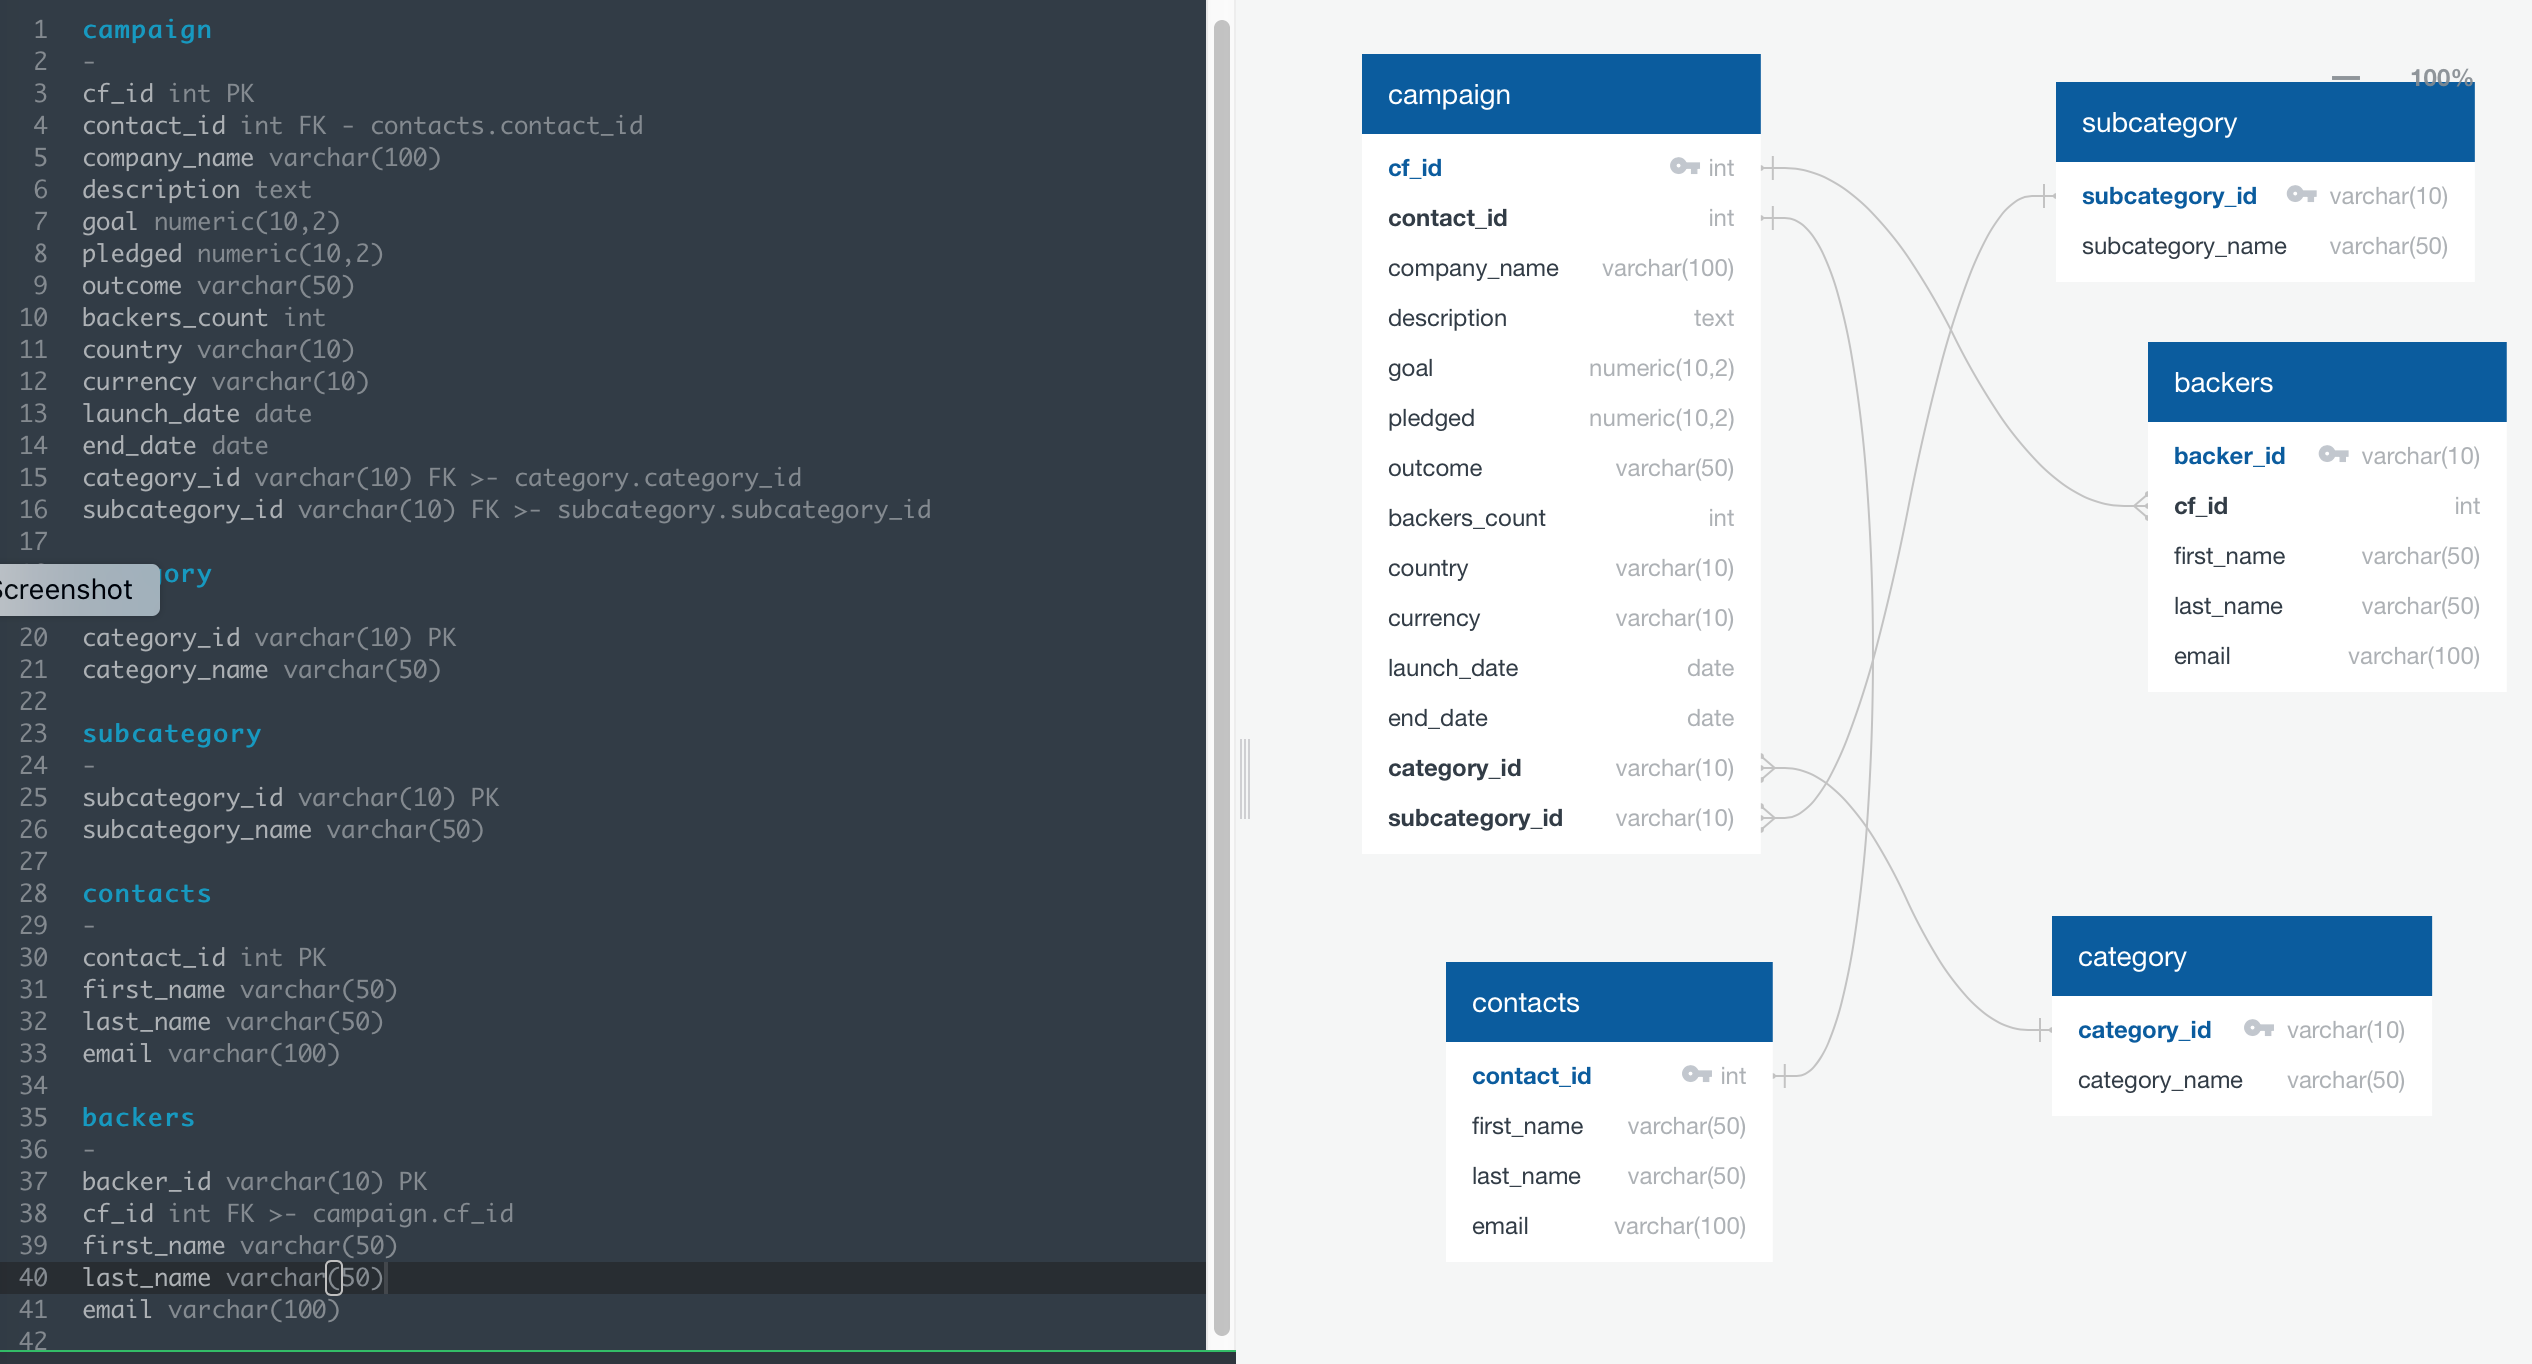 1 campaign
2 -
3 cf_id int PK
4 contact_id int FK - contacts.contact_id
5 company_name varchar(100)
6 description text
7 goal numeric(10,2)
8 pledged numeric(10,2)
9 outcome varchar(50)
10 backers_count int
11 country varchar(10)
12 currency varchar(10)
13 launch_date date
14 end_date date
15 category_id varchar(10) FK >- category.category_id
16 subcategory_id varchar(10) FK >- subcategory.subcategory_id
17
gory
Screenshot
20 category_id varchar(10) PK
21 category_name varchar(50)
22
23 subcategory
24 -
25 subcategory_id varchar(10) PK
26 subcategory_name varchar(50)
27
28 contacts
29 -
30 contact_id int PK
31 first_name varchar(50)
32 last_name varchar(50)
33 email varchar(100)
34
35 backers
36 -
37 backer_id varchar(10) PK
38 cf_id int FK >- campaign.cf_id
39 first_name varchar(50)
40 last_name varchar(50)
41 email varchar(100)
42
campaign
cf_id int
contact_id int
company_name varchar(100)
description text
goal numeric(10,2)
pledged numeric(10,2)
outcome varchar(50)
backers_count int
country varchar(10)
currency varchar(10)
launch_date date
end_date date
category_id varchar(10)
subcategory_id varchar(10)
100%
subcategory
subcategory_id varchar(10)
subcategory_name varchar(50)
backers
backer_id varchar(10)
cf_id int
first_name varchar(50)
last_name varchar(50)
email varchar(100)
contacts
contact_id int
first_name varchar(50)
last_name varchar(50)
email varchar(100)
category
category_id varchar(10)
category_name varchar(50)